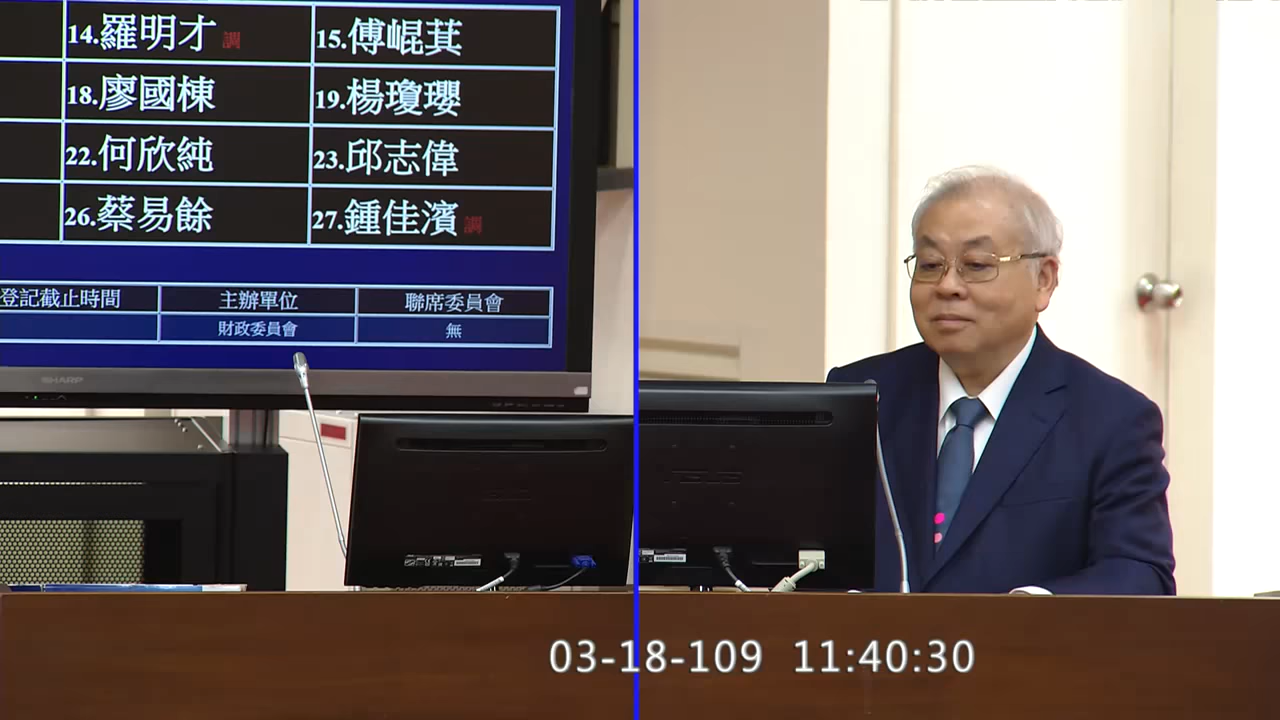 14.羅明才 調 15.傅崐萁
18.廖國棟 19.楊瓊瓔
22.何欣純 23.邱志偉
26.蔡易餘 27.鍾佳濱 調
登記截止時間 主辦單位 聯席委員會
財政委員會 無
SHARP
ASUS
03-18-109 11:40:30